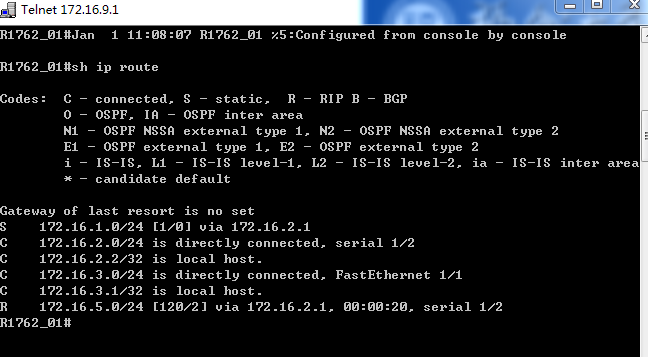 Telnet 172.16.9.1
R1762_01#Jan  1 11:08:07 R1762_01 %5:Configured from console by console
R1762_01#sh ip route
Codes:  C - connected, S - static,  R - RIP B - BGP
        O - OSPF, IA - OSPF inter area
        N1 - OSPF NSSA external type 1, N2 - OSPF NSSA external type 2
        E1 - OSPF external type 1, E2 - OSPF external type 2
        i - IS-IS, L1 - IS-IS level-1, L2 - IS-IS level-2, ia - IS-IS inter area
        * - candidate default
Gateway of last resort is no set
S    172.16.1.0/24 [1/0] via 172.16.2.1
C    172.16.2.0/24 is directly connected, serial 1/2
C    172.16.2.2/32 is local host.
C    172.16.3.0/24 is directly connected, FastEthernet 1/1
C    172.16.3.1/32 is local host.
R    172.16.5.0/24 [120/2] via 172.16.2.1, 00:00:20, serial 1/2
R1762_01#